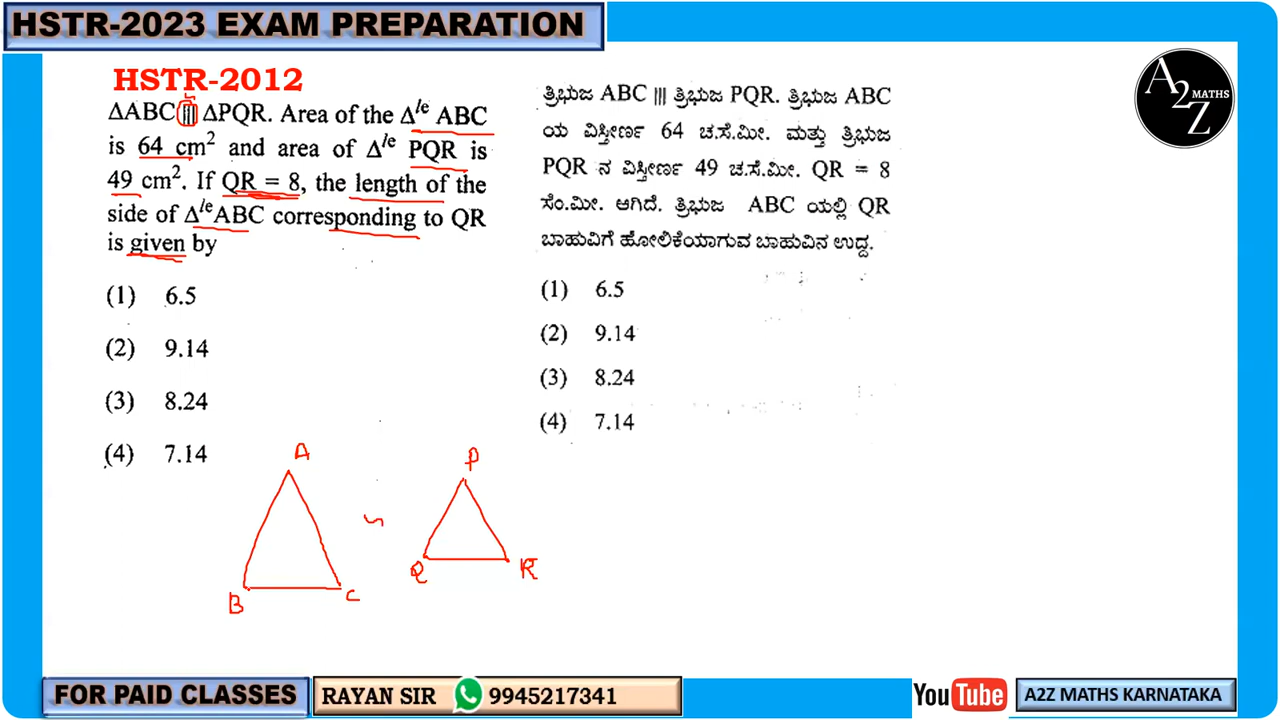 HSTR-2023 EXAM PREPARATION
HSTR-2012
ΔABC ||| ΔPQR. Area of the Δle ABC
is 64 cm² and area of Δle PQR is
49 cm². If QR = 8, the length of the
side of ΔleABC corresponding to QR
is given by
(1) 6.5
(2) 9.14
(3) 8.24
(4) 7.14
ತ್ರಿಭುಜ ABC ||| ತ್ರಿಭುಜ PQR. ತ್ರಿಭುಜ ABC
ಯ ವಿಸ್ತೀರ್ಣ 64 ಚ.ಸೆ.ಮೀ. ಮತ್ತು ತ್ರಿಭುಜ
PQR ನ ವಿಸ್ತೀರ್ಣ 49 ಚ.ಸೆ.ಮೀ. QR = 8
ಸೆಂ.ಮೀ. ಆಗಿದೆ. ತ್ರಿಭುಜ ABC ಯಲ್ಲಿ QR
ಬಾಹುವಿಗೆ ಹೋಲಿಕೆಯಾಗುವ ಬಾಹುವಿನ ಉದ್ದ.
(1) 6.5
(2) 9.14
(3) 8.24
(4) 7.14
A2Z MATHS
A
B C
~
P
Q R
FOR PAID CLASSES
RAYAN SIR 9945217341
YouTube
A2Z MATHS KARNATAKA